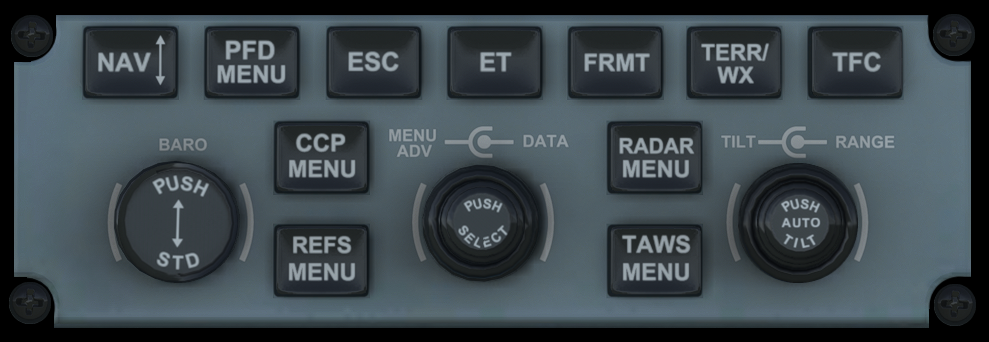 NAV
PFD
MENU
ESC
ET
FRMT
TERR/
WX
TFC
BARO
PUSH
STD
CCP
MENU
REFS
MENU
MENU
ADV
DATA
PUSH
SELECT
RADAR
MENU
TAWS
MENU
TILT
RANGE
PUSH
AUTO
TILT